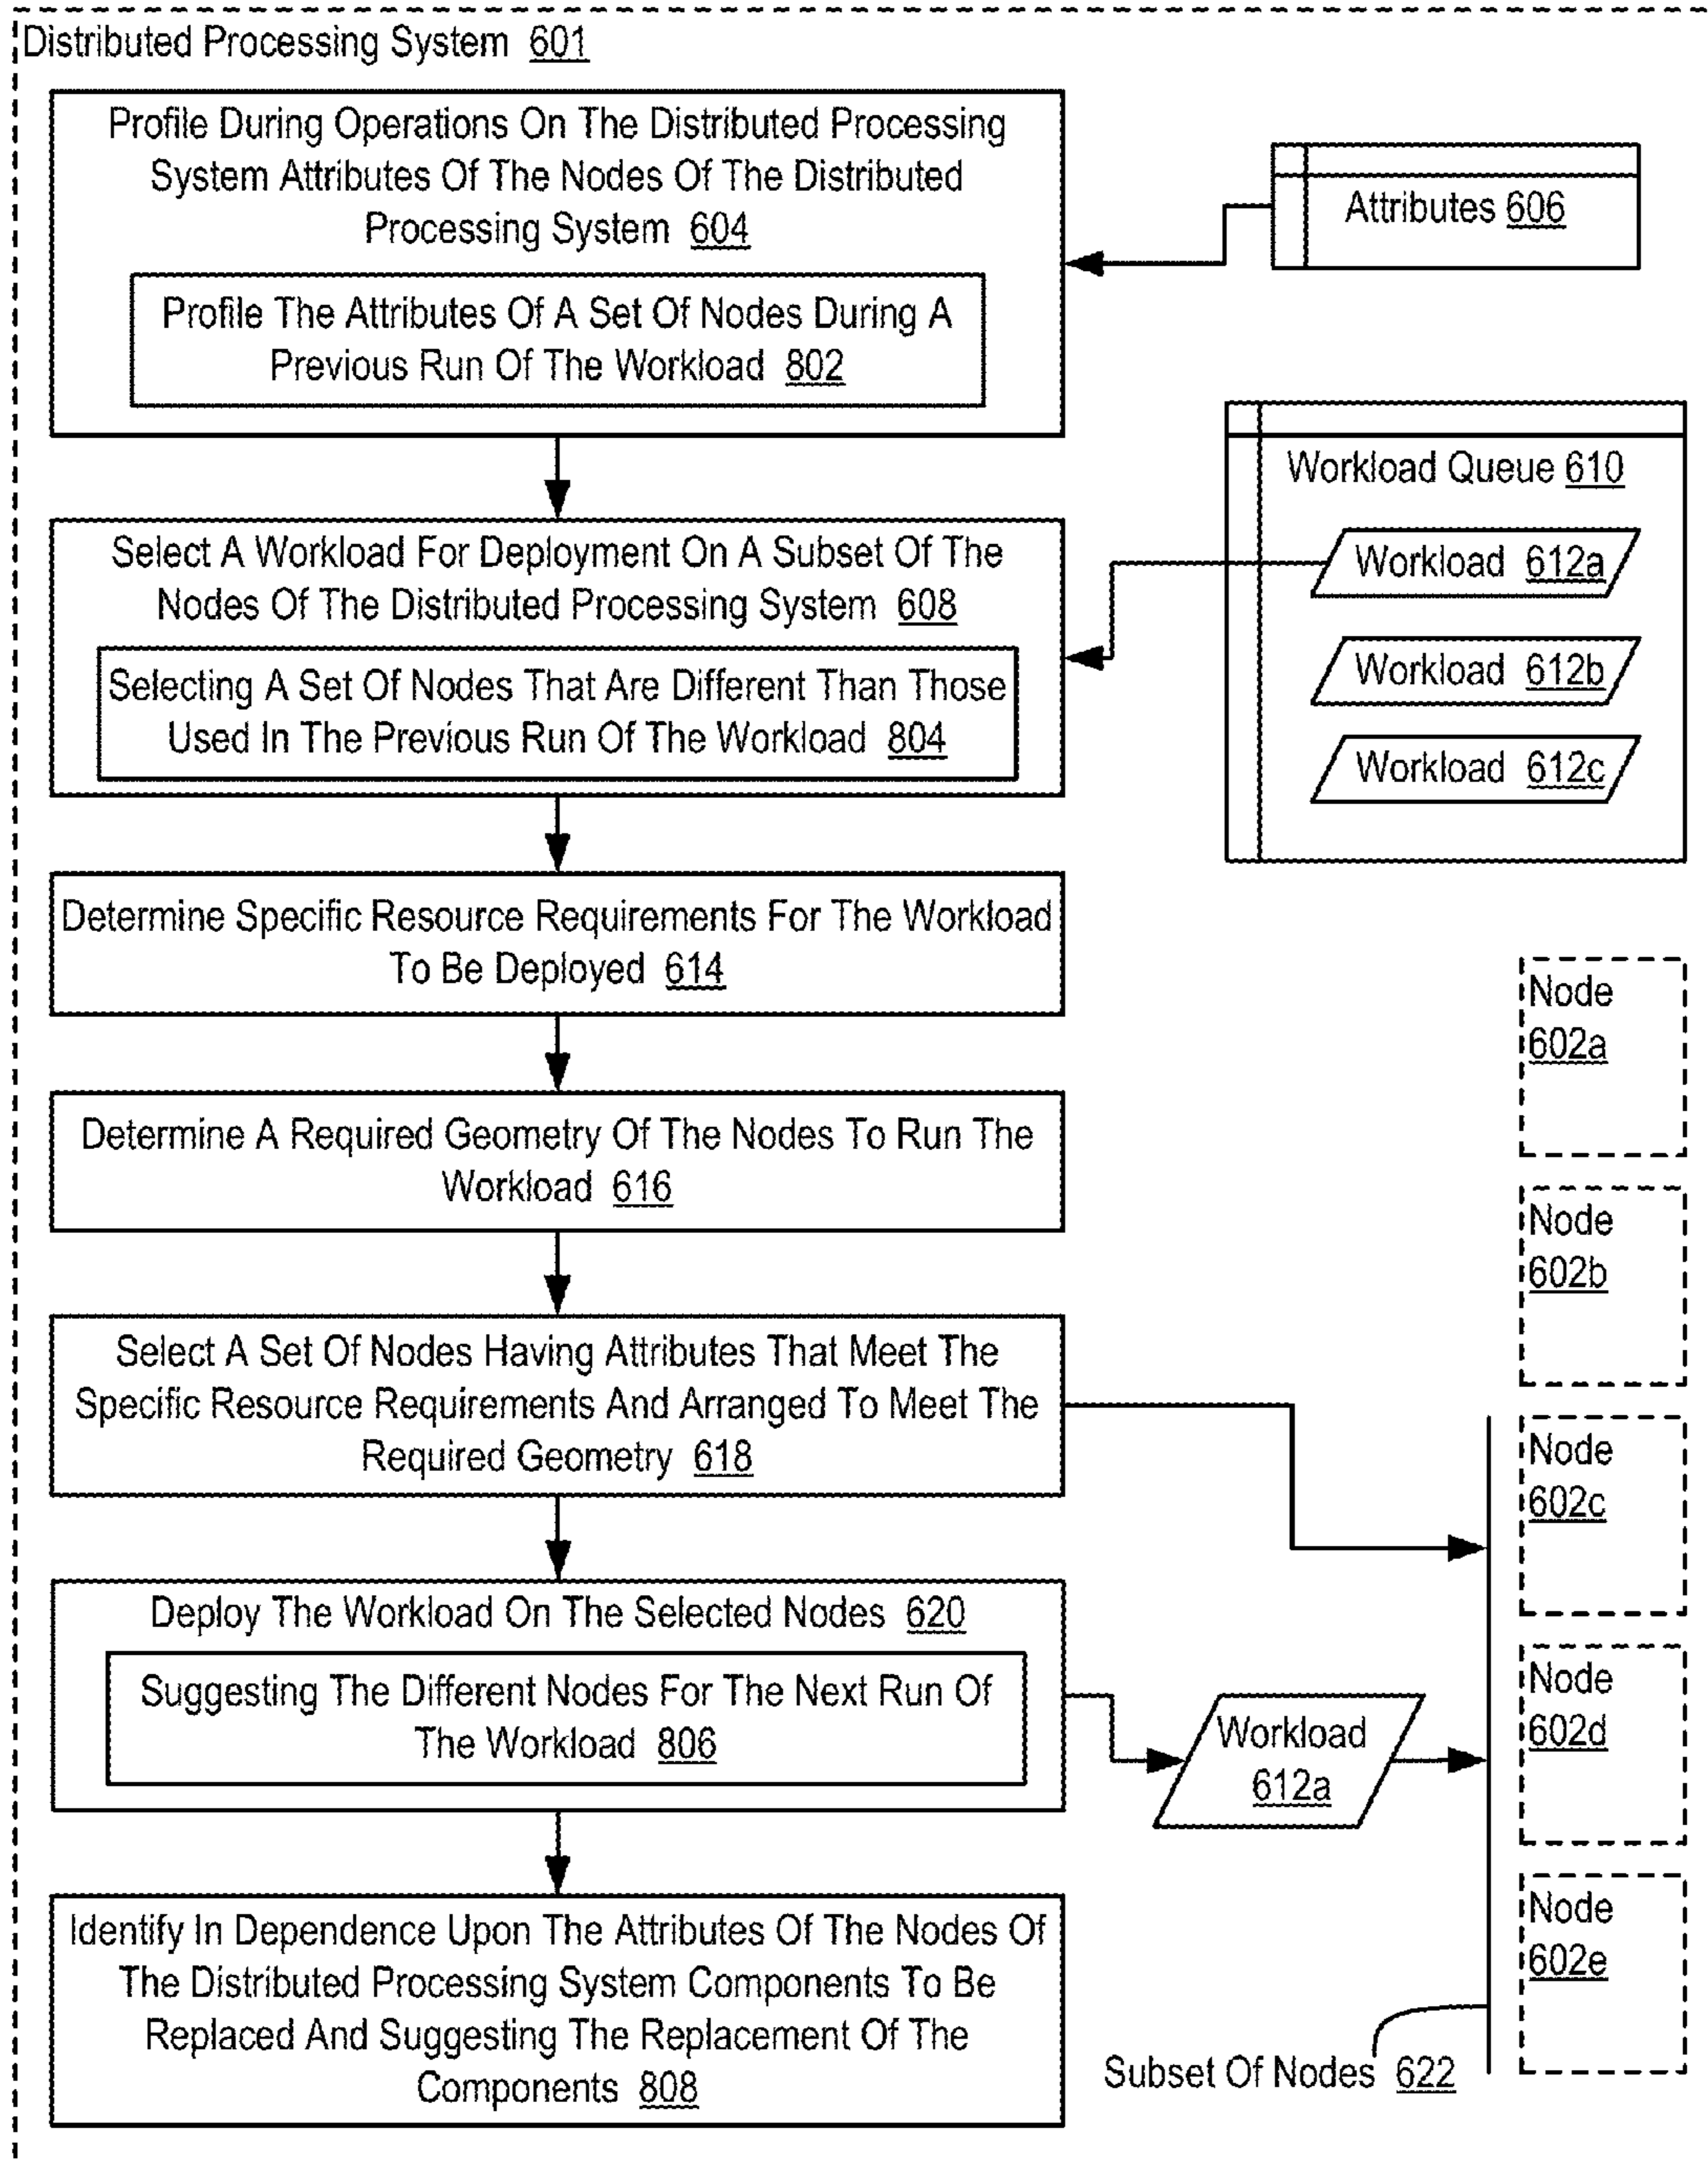 Distributed Processing System 601
Profile During Operations On The Distributed Processing
System Attributes Of The Nodes Of The Distributed
Processing System 604
Profile The Attributes Of A Set Of Nodes During A
Previous Run Of The Workload 802
Attributes 606
Select A Workload For Deployment On A Subset Of The
Nodes Of The Distributed Processing System 608
Selecting A Set Of Nodes That Are Different Than Those
Used In The Previous Run Of The Workload 804
Workload Queue 610
Workload 612a
Workload 612b
Workload 612c
Determine Specific Resource Requirements For The Workload
To Be Deployed 614
Determine A Required Geometry Of The Nodes To Run The
Workload 616
Select A Set Of Nodes Having Attributes That Meet The
Specific Resource Requirements And Arranged To Meet The
Required Geometry 618
Deploy The Workload On The Selected Nodes 620
Suggesting The Different Nodes For The Next Run Of
The Workload 806
Workload
612a
Identify In Dependence Upon The Attributes Of The Nodes Of
The Distributed Processing System Components To Be
Replaced And Suggesting The Replacement Of The
Components 808
Node
602a
Node
602b
Node
602c
Node
602d
Node
602e
Subset Of Nodes 622